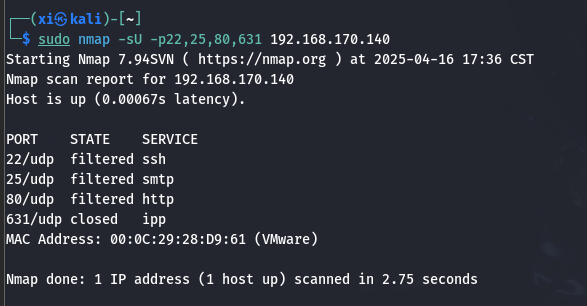 ┌──(xi㉿kali)-[~]
└─$ sudo nmap -sU -p22,25,80,631 192.168.170.140
Starting Nmap 7.94SVN ( https://nmap.org ) at 2025-04-16 17:36 CST
Nmap scan report for 192.168.170.140
Host is up (0.00067s latency).

PORT    STATE    SERVICE
22/udp  filtered ssh
25/udp  filtered smtp
80/udp  filtered http
631/udp closed   ipp
MAC Address: 00:0C:29:28:D9:61 (VMware)

Nmap done: 1 IP address (1 host up) scanned in 2.75 seconds